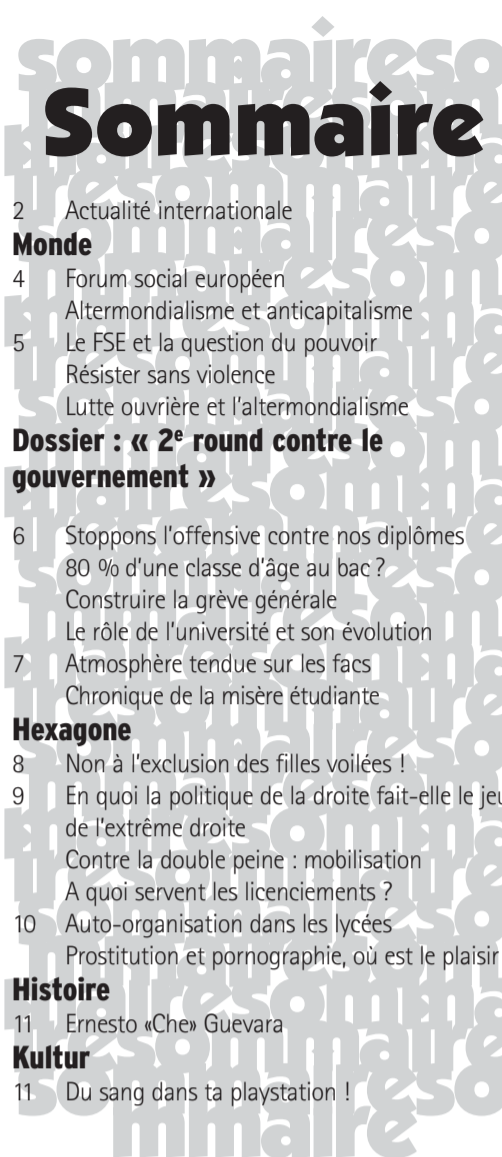 Sommaire
2 Actualité internationale
Monde
4 Forum social européen
Altermondialisme et anticapitalisme
5 Le FSE et la question du pouvoir
Résister sans violence
Lutte ouvrière et l'altermondialisme
Dossier : « 2e round contre le
gouvernement »
6 Stoppons l'offensive contre nos diplômes
80 % d'une classe d'âge au bac ?
Construire la grève générale
Le rôle de l'université et son évolution
7 Atmosphère tendue sur les facs
Chronique de la misère étudiante
Hexagone
8 Non à l'exclusion des filles voilées !
9 En quoi la politique de la droite fait-elle le jeu
de l'extrême droite
Contre la double peine : mobilisation
A quoi servent les licenciements ?
10 Auto-organisation dans les lycées
Prostitution et pornographie, où est le plaisir
Histoire
11 Ernesto «Che» Guevara
Kultur
11 Du sang dans ta playstation !